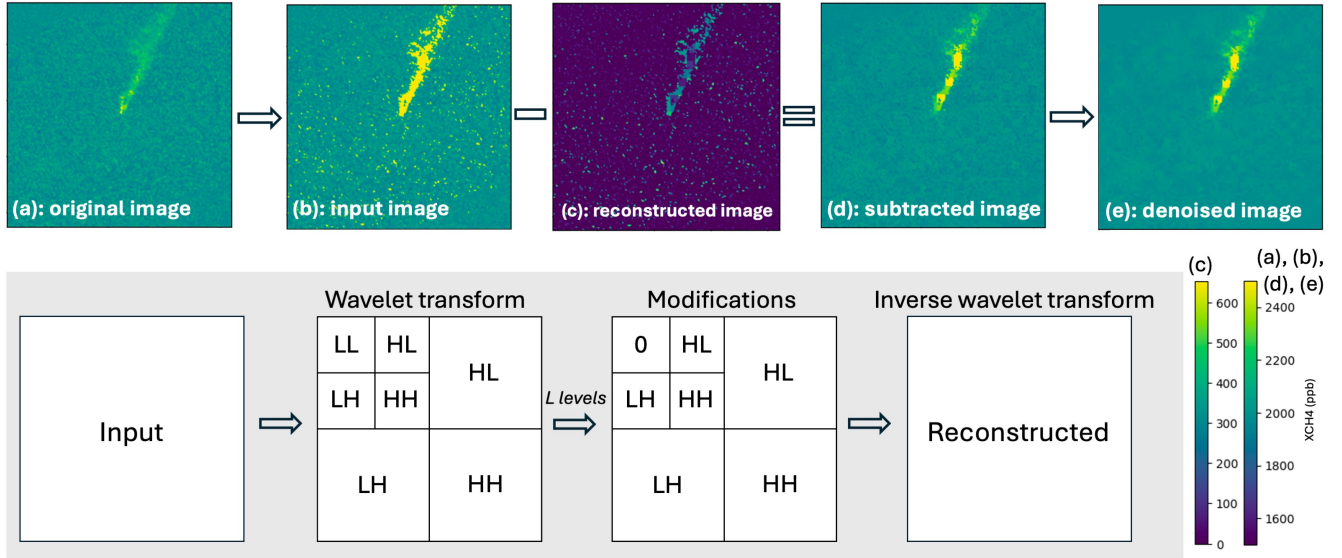 (a): original image
(b): input image
(c): reconstructed image
(d): subtracted image
(e): denoised image
(c)
(a), (b),
(d), (e)
Wavelet transform
Modifications
Inverse wavelet transform
Input
LL HL
HL
LH HH
LH HH
L levels
0 HL
HL
LH HH
LH HH
Reconstructed
600
500
400
300
200
100
0
2400
2200
2000
1800
1600
XCH4 (ppb)